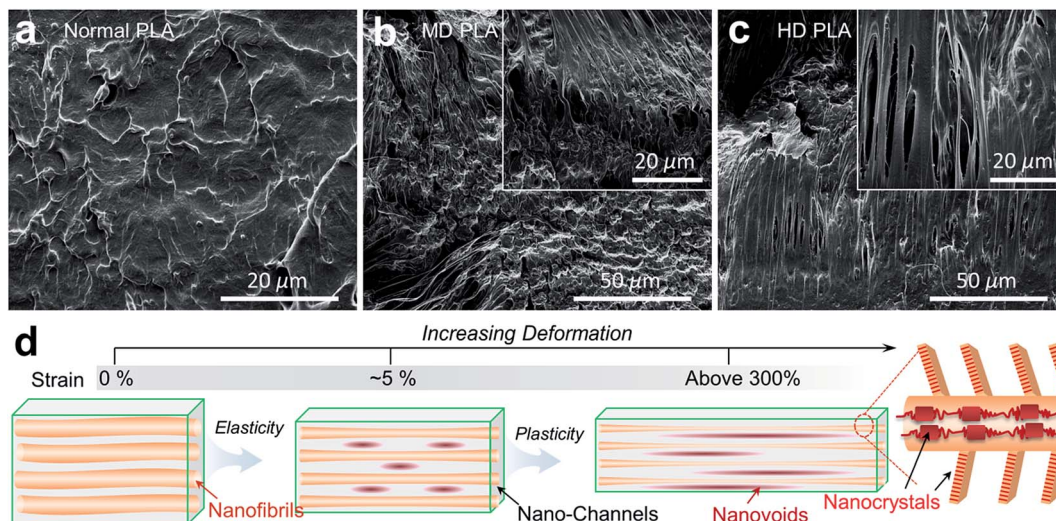 a Normal PLA
20 μm
b MD PLA
20 μm
50 μm
c HD PLA
20 μm
50 μm
d
Increasing Deformation
Strain 0 % ~5 % Above 300%
Elasticity
Plasticity
Nanofibrils
Nano-Channels
Nanovoids
Nanocrystals